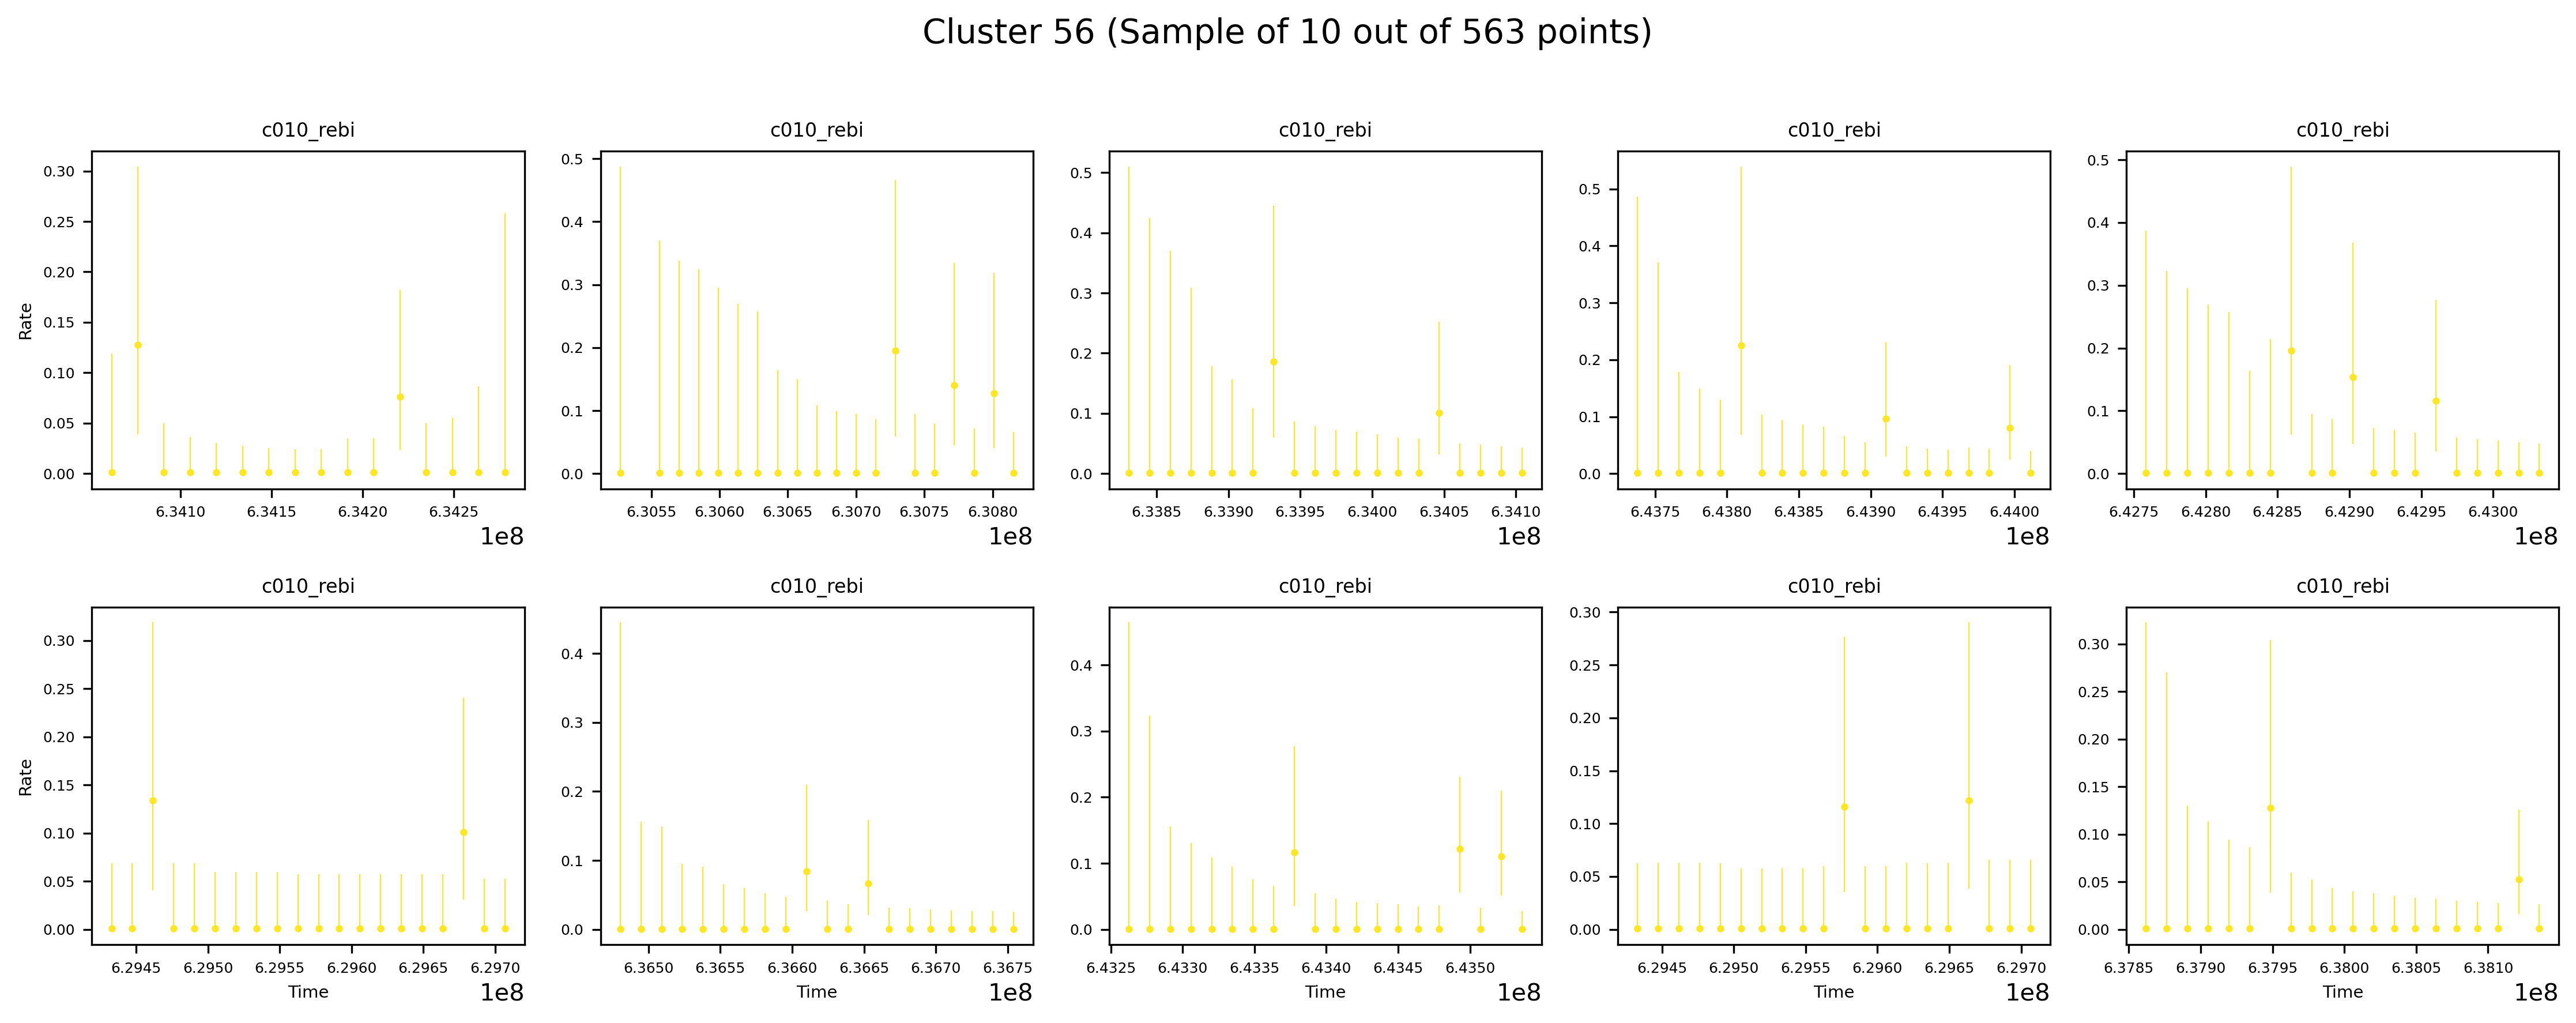 Cluster 56 (Sample of 10 out of 563 points)
c010_rebi c010_rebi c010_rebi c010_rebi c010_rebi
Rate
0.30 0.25 0.20 0.15 0.10 0.05 0.00
6.3410 6.3415 6.3420 6.3425
1e8
0.5 0.4 0.3 0.2 0.1 0.0
6.3055 6.3060 6.3065 6.3070 6.3075 6.3080
1e8
0.5 0.4 0.3 0.2 0.1 0.0
6.3385 6.3390 6.3395 6.3400 6.3405 6.3410
1e8
0.5 0.4 0.3 0.2 0.1 0.0
6.4375 6.4380 6.4385 6.4390 6.4395 6.4400
1e8
0.5 0.4 0.3 0.2 0.1 0.0
6.4275 6.4280 6.4285 6.4290 6.4295 6.4300
1e8
c010_rebi c010_rebi c010_rebi c010_rebi c010_rebi
Rate
0.30 0.25 0.20 0.15 0.10 0.05 0.00
6.2945 6.2950 6.2955 6.2960 6.2965 6.2970
Time
1e8
0.4 0.3 0.2 0.1 0.0
6.3650 6.3655 6.3660 6.3665 6.3670 6.3675
Time
1e8
0.4 0.3 0.2 0.1 0.0
6.4325 6.4330 6.4335 6.4340 6.4345 6.4350
Time
1e8
0.30 0.25 0.20 0.15 0.10 0.05 0.00
6.2945 6.2950 6.2955 6.2960 6.2965 6.2970
Time
1e8
0.30 0.25 0.20 0.15 0.10 0.05 0.00
6.3785 6.3790 6.3795 6.3800 6.3805 6.3810
Time
1e8